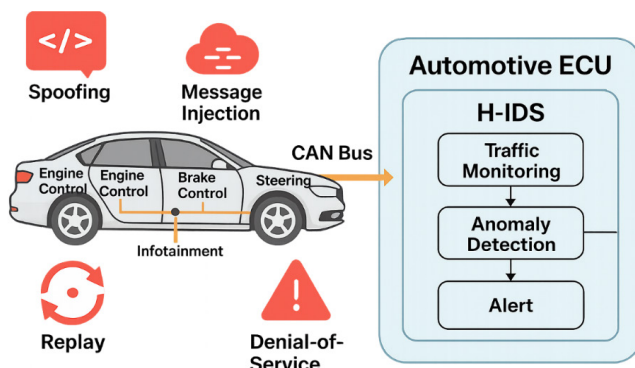 </>
Spoofing
Message
Injection
Engine
Control
Engine
Control
Brake
Control
Steering
Infotainment
CAN Bus
Replay
Denial-of-
Service
Automotive ECU
H-IDS
Traffic
Monitoring
Anomaly
Detection
Alert